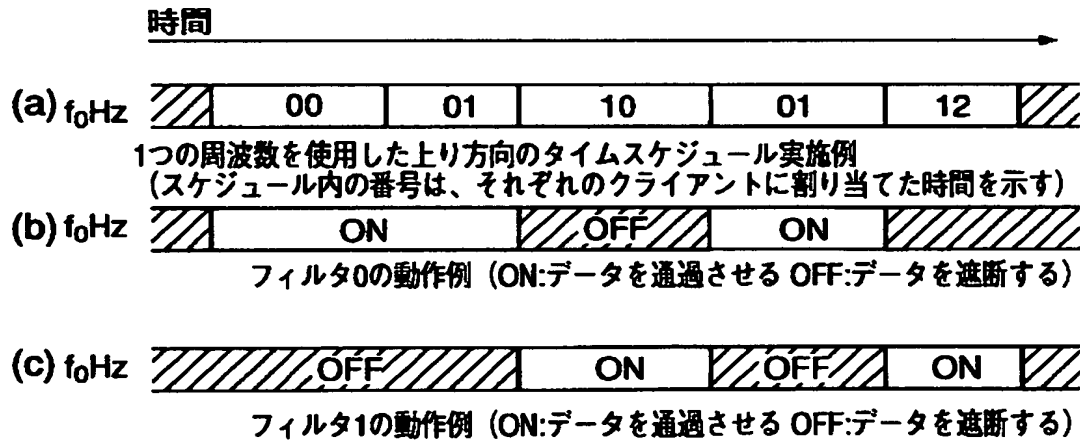 時間
(a) f₀Hz 00 01 10 01 12
1つの周波数を使用した上り方向のタイムスケジュール実施例
(スケジュール内の番号は、それぞれのクライアントに割り当てた時間を示す)
(b) f₀Hz ON OFF ON
フィルタ0の動作例 (ON:データを通過させる OFF:データを遮断する)
(c) f₀Hz OFF ON OFF ON
フィルタ1の動作例 (ON:データを通過させる OFF:データを遮断する)